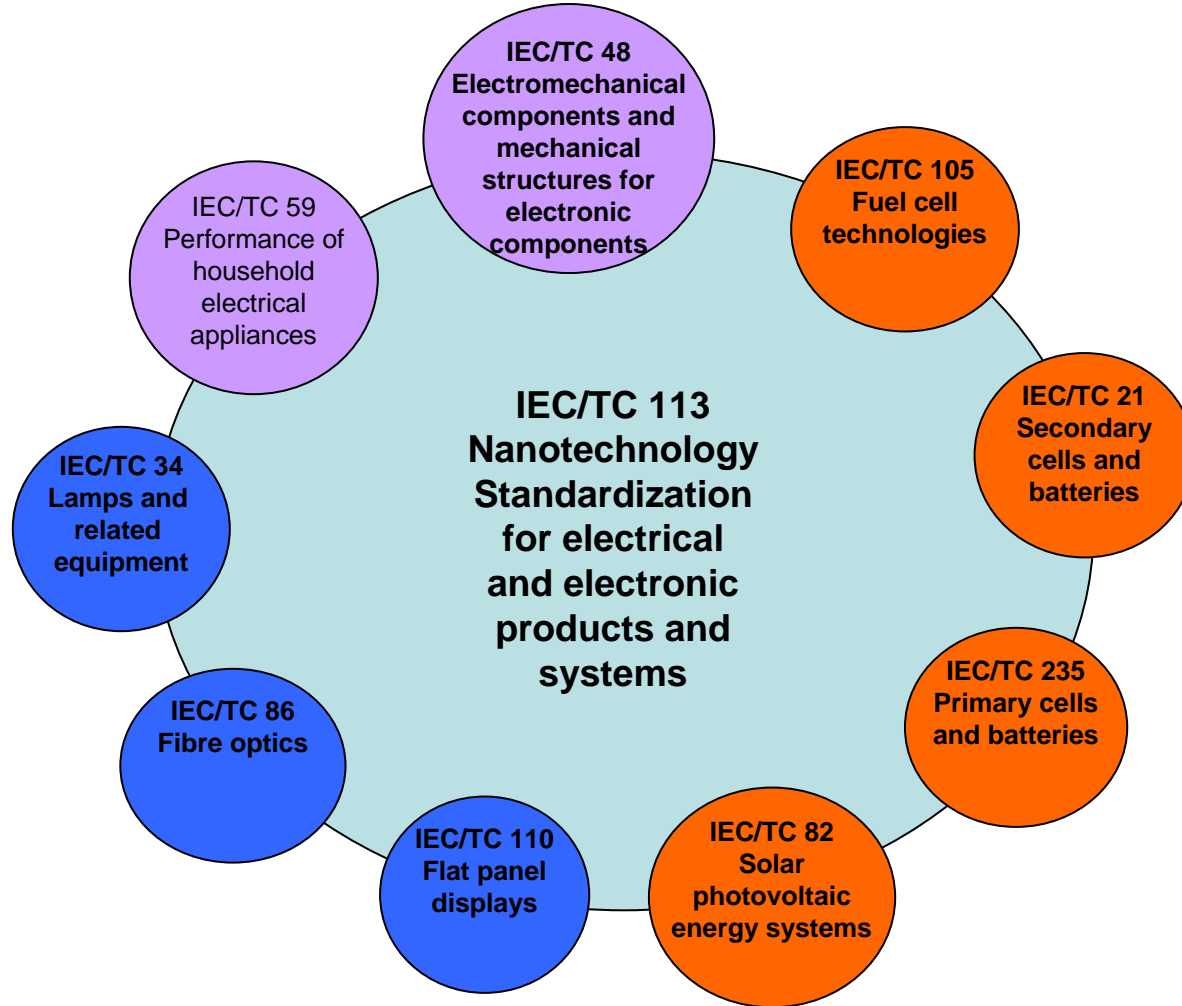 IEC/TC 48
Electromechanical
components and
mechanical
structures for
electronic
components
IEC/TC 105
Fuel cell
technologies
IEC/TC 59
Performance of
household
electrical
appliances
IEC/TC 21
Secondary
cells and
batteries
IEC/TC 113
Nanotechnology
Standardization
for electrical
and electronic
products and
systems
IEC/TC 34
Lamps and
related
equipment
IEC/TC 235
Primary cells
and batteries
IEC/TC 86
Fibre optics
IEC/TC 110
Flat panel
displays
IEC/TC 82
Solar
photovoltaic
energy systems